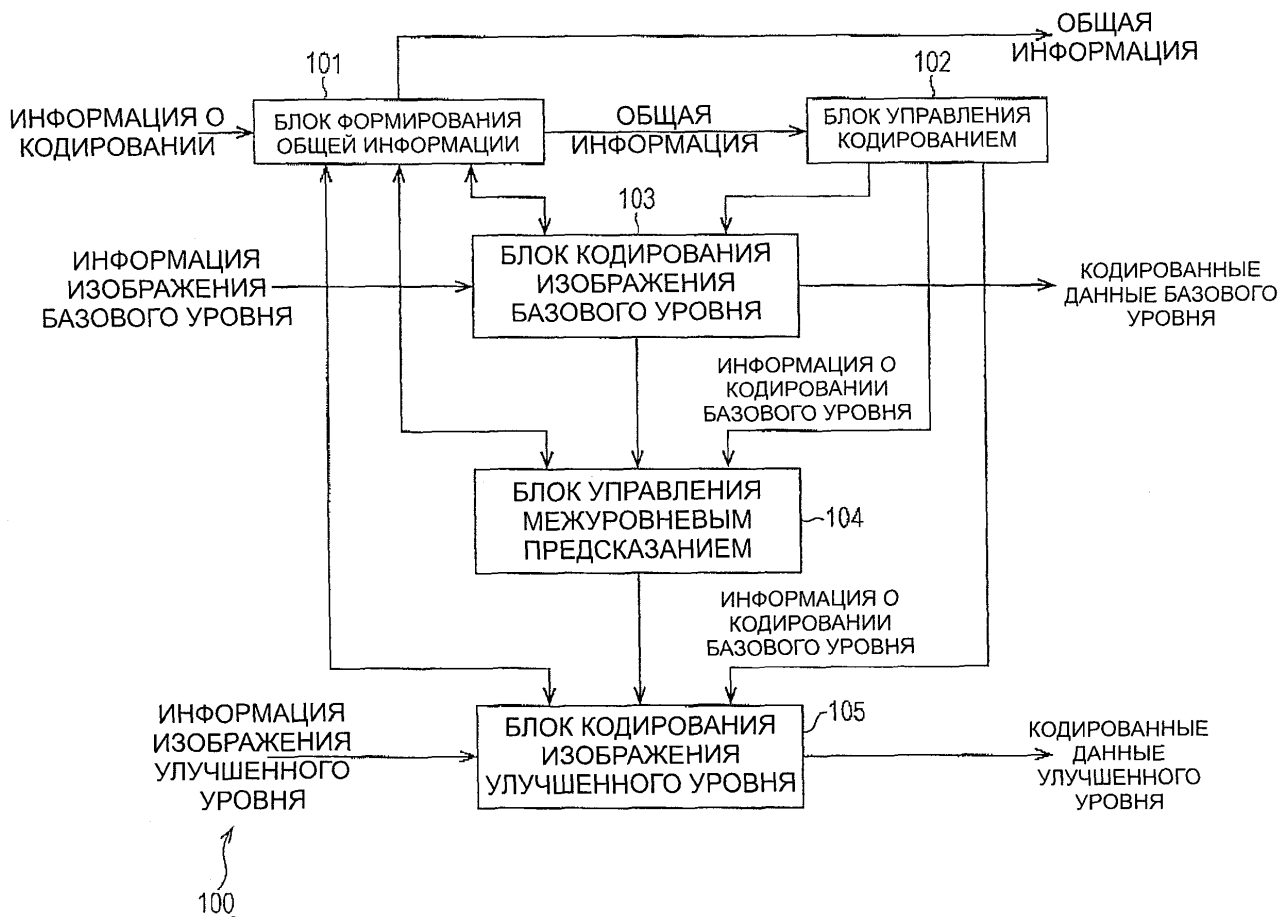 ОБЩАЯ
ИНФОРМАЦИЯ
101
102
ИНФОРМАЦИЯ О
КОДИРОВАНИИ
БЛОК ФОРМИРОВАНИЯ
ОБЩЕЙ ИНФОРМАЦИИ
ОБЩАЯ
ИНФОРМАЦИЯ
БЛОК УПРАВЛЕНИЯ
КОДИРОВАНИЕМ
103
ИНФОРМАЦИЯ
ИЗОБРАЖЕНИЯ
БАЗОВОГО УРОВНЯ
БЛОК КОДИРОВАНИЯ
ИЗОБРАЖЕНИЯ
БАЗОВОГО УРОВНЯ
КОДИРОВАННЫЕ
ДАННЫЕ БАЗОВОГО
УРОВНЯ
ИНФОРМАЦИЯ О
КОДИРОВАНИИ
БАЗОВОГО УРОВНЯ
БЛОК УПРАВЛЕНИЯ
МЕЖУРОВНЕВЫМ
ПРЕДСКАЗАНИЕМ
104
ИНФОРМАЦИЯ О
КОДИРОВАНИИ
БАЗОВОГО УРОВНЯ
ИНФОРМАЦИЯ
ИЗОБРАЖЕНИЯ
УЛУЧШЕННОГО
УРОВНЯ
БЛОК КОДИРОВАНИЯ
ИЗОБРАЖЕНИЯ
УЛУЧШЕННОГО УРОВНЯ
105
КОДИРОВАННЫЕ
ДАННЫЕ
УЛУЧШЕННОГО
УРОВНЯ
100